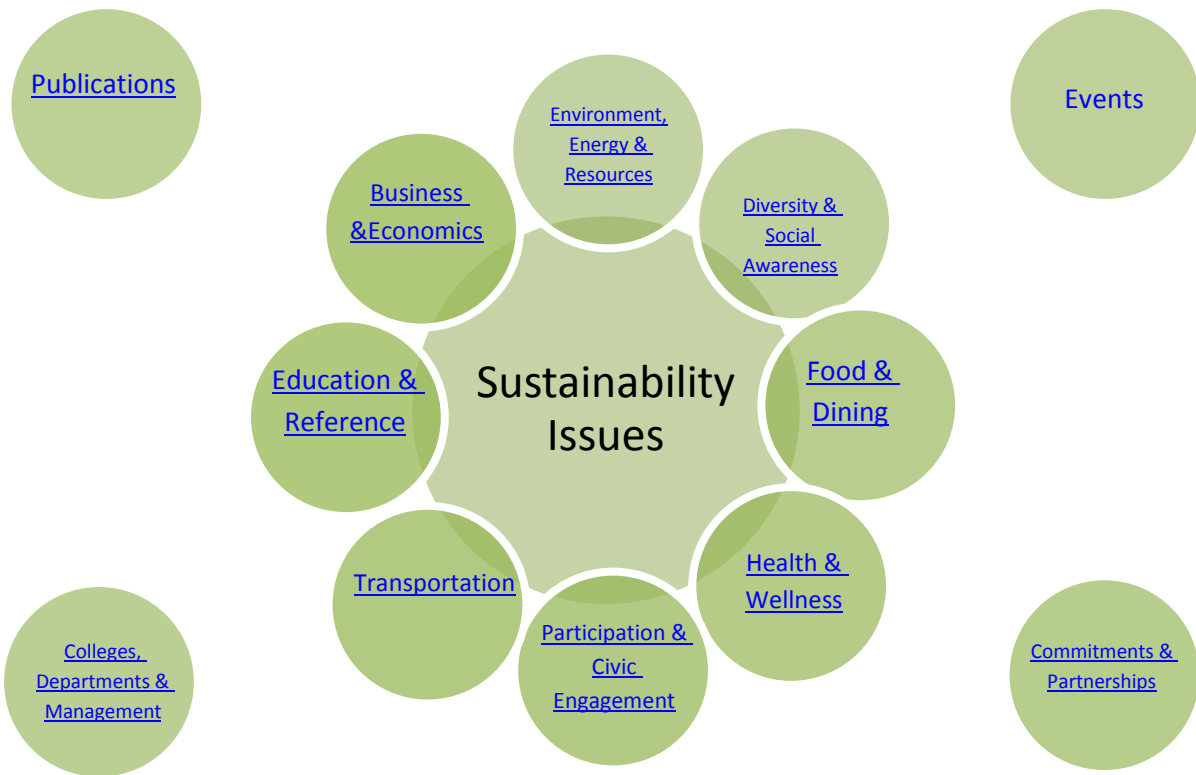 Publications
Events
Environment,
Energy &
Resources
Business
&Economics
Diversity &
Social
Awareness
Sustainability
Issues
Education &
Reference
Food &
Dining
Transportation
Health &
Wellness
Participation &
Civic
Engagement
Colleges,
Departments &
Management
Commitments &
Partnerships